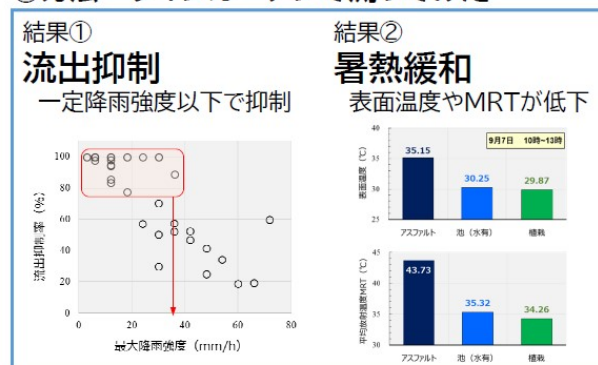 結果①
流出抑制
一定降雨強度以下で抑制
流出抑制率 (%)
100
80
60
40
20
0
0
20
40
60
80
最大降雨強度 (mm/h)
結果②
暑熱緩和
表面温度やMRTが低下
9月7日 10時~13時
表面温度 (℃)
40
35
30
25
35.15
30.25
29.87
アスファルト
池（水有）
植栽
平均放射温度MRT (℃)
45
40
35
30
43.73
35.32
34.26
アスファルト
池（水有）
植栽